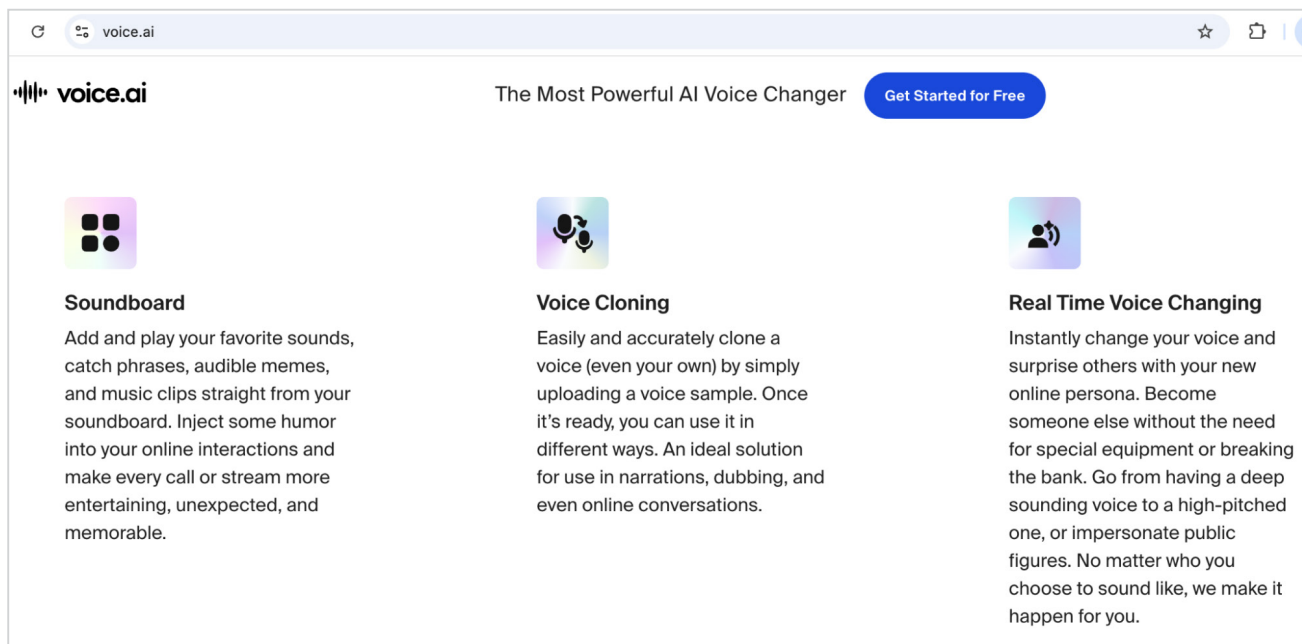 voice.ai
voice.ai
The Most Powerful AI Voice Changer
Get Started for Free
Soundboard
Add and play your favorite sounds,
catch phrases, audible memes,
and music clips straight from your
soundboard. Inject some humor
into your online interactions and
make every call or stream more
entertaining, unexpected, and
memorable.
Voice Cloning
Easily and accurately clone a
voice (even your own) by simply
uploading a voice sample. Once
it’s ready, you can use it in
different ways. An ideal solution
for use in narrations, dubbing, and
even online conversations.
Real Time Voice Changing
Instantly change your voice and
surprise others with your new
online persona. Become
someone else without the need
for special equipment or breaking
the bank. Go from having a deep
sounding voice to a high-pitched
one, or impersonate public
figures. No matter who you
choose to sound like, we make it
happen for you.